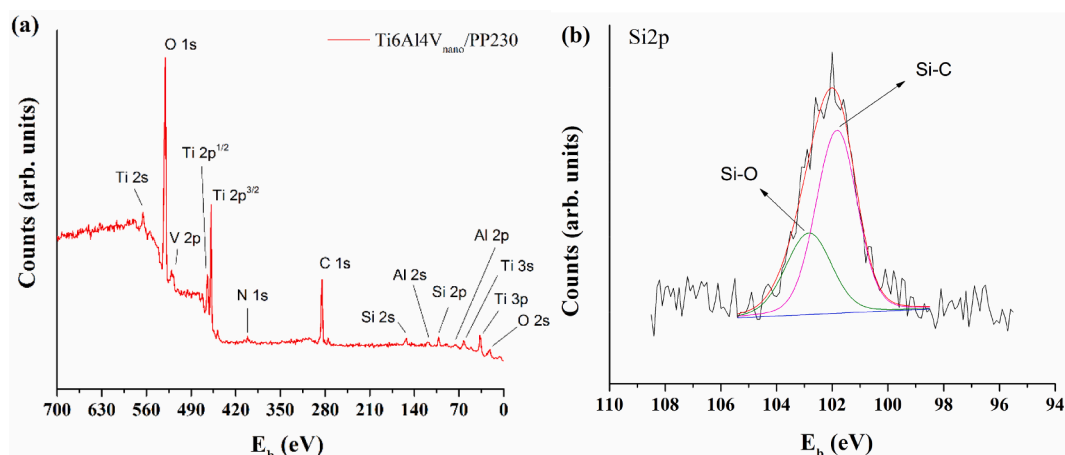 (a)
Ti6Al4Vnano/PP230
O 1s
Ti 2p1/2
Ti 2s
Ti 2p3/2
V 2p
N 1s
C 1s
Si 2s
Al 2s
Si 2p
Al 2p
Ti 3s
Ti 3p
O 2s
Counts (arb. units)
700 630 560 490 420 350 280 210 140 70 0
Eb (eV)
(b)
Si2p
Si-C
Si-O
Counts (arb. units)
110 108 106 104 102 100 98 96 94
Eb (eV)